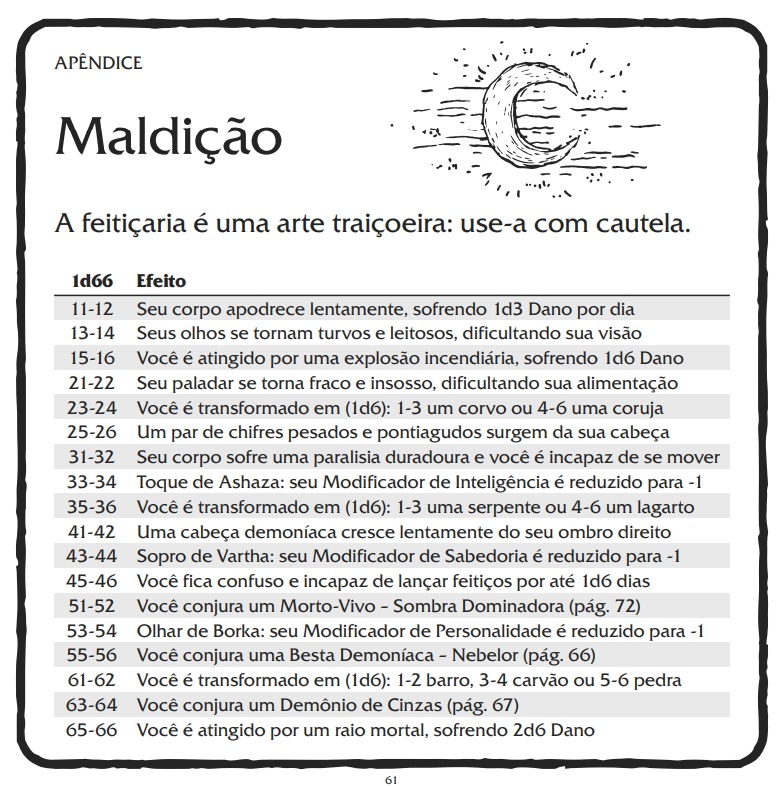 APÊNDICE
Maldição
A feitiçaria é uma arte traiçoeira: use-a com cautela.
1d66 Efeito
11-12 Seu corpo apodrece lentamente, sofrendo 1d3 Dano por dia
13-14 Seus olhos se tornam turvos e leitosos, dificultando sua visão
15-16 Você é atingido por uma explosão incendiária, sofrendo 1d6 Dano
21-22 Seu paladar se torna fraco e insosso, dificultando sua alimentação
23-24 Você é transformado em (1d6): 1-3 um corvo ou 4-6 uma coruja
25-26 Um par de chifres pesados e pontiagudos surgem da sua cabeça
31-32 Seu corpo sofre uma paralisia duradoura e você é incapaz de se mover
33-34 Toque de Ashaza: seu Modificador de Inteligência é reduzido para -1
35-36 Você é transformado em (1d6): 1-3 uma serpente ou 4-6 um lagarto
41-42 Uma cabeça demoníaca cresce lentamente do seu ombro direito
43-44 Sopro de Vartha: seu Modificador de Sabedoria é reduzido para -1
45-46 Você fica confuso e incapaz de lançar feitiços por até 1d6 dias
51-52 Você conjura um Morto-Vivo – Sombra Dominadora (pág. 72)
53-54 Olhar de Borka: seu Modificador de Personalidade é reduzido para -1
55-56 Você conjura uma Besta Demoníaca – Nebelor (pág. 66)
61-62 Você é transformado em (1d6): 1-2 barro, 3-4 carvão ou 5-6 pedra
63-64 Você conjura um Demônio de Cinzas (pág. 67)
65-66 Você é atingido por um raio mortal, sofrendo 2d6 Dano
61